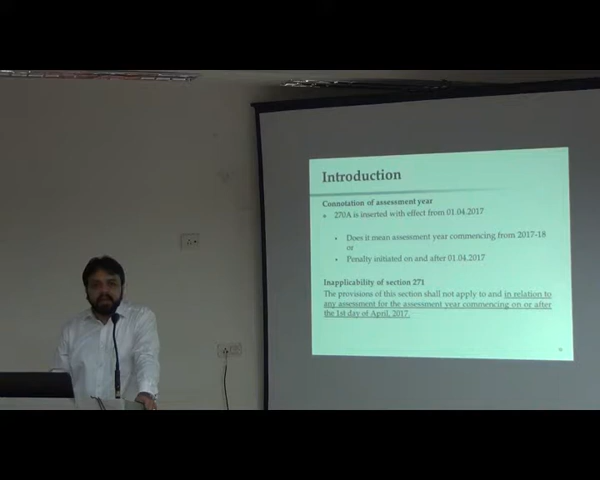 Introduction
Connotation of assessment year
270A is inserted with effect from 01.04.2017
Does it mean assessment year commencing from 2017-18
or
Penalty initiated on and after 01.04.2017
Inapplicability of section 271
The provisions of this section shall not apply to and in relation to
any assessment for the assessment year commencing on or after
the 1st day of April, 2017.